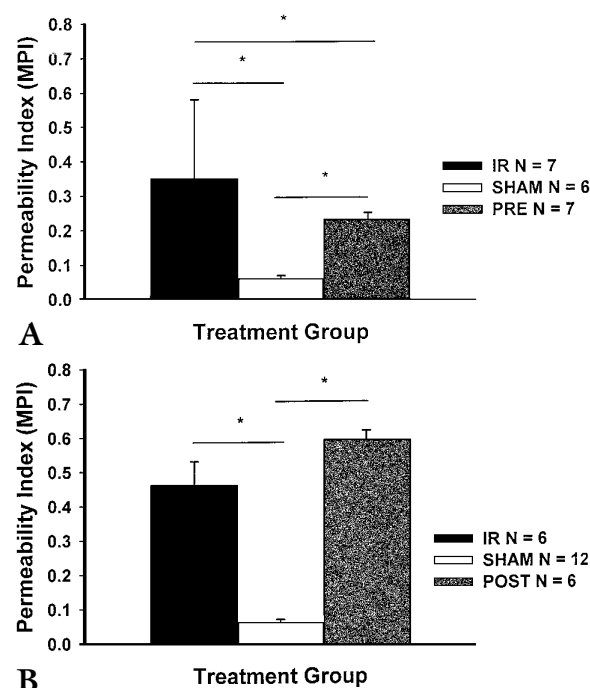 0.8
*
0.7
*
0.6
0.5
IR N = 7
0.4
*
SHAM N = 6
0.3
PRE N = 7
0.2
0.1
0.0
Permeability Index (MPI)
A
Treatment Group
0.8
*
0.7
*
0.6
0.5
IR N = 6
0.4
SHAM N = 12
0.3
POST N = 6
0.2
0.1
0.0
Permeability Index (MPI)
B
Treatment Group